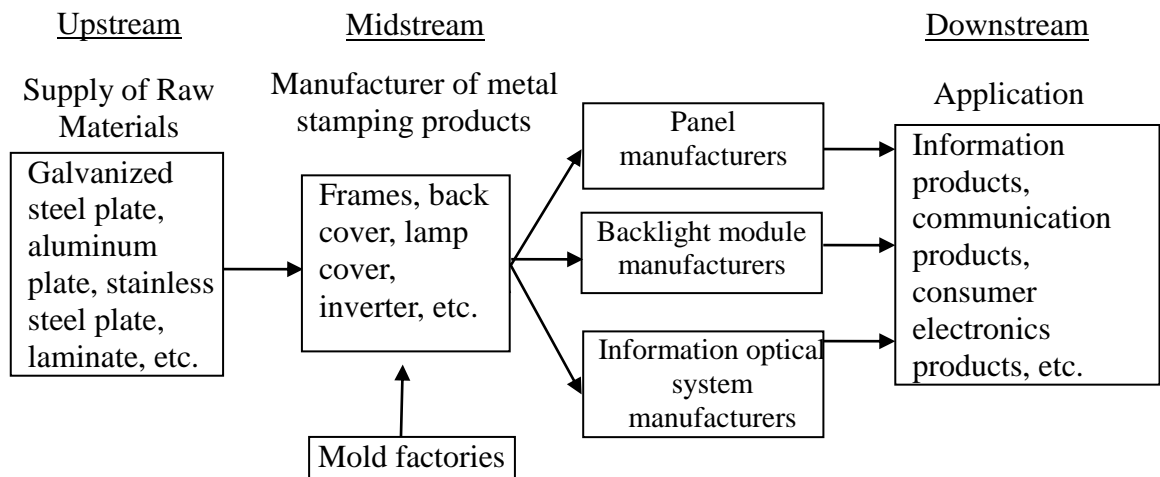 Upstream
Midstream
Downstream
Supply of Raw
Materials
Manufacturer of metal
stamping products
Application
Galvanized
steel plate,
aluminum
plate, stainless
steel plate,
laminate, etc.
Frames, back
cover, lamp
cover,
inverter, etc.
Mold factories
Panel
manufacturers
Backlight module
manufacturers
Information optical
system
manufacturers
Information
products,
communication
products,
consumer
electronics
products, etc.